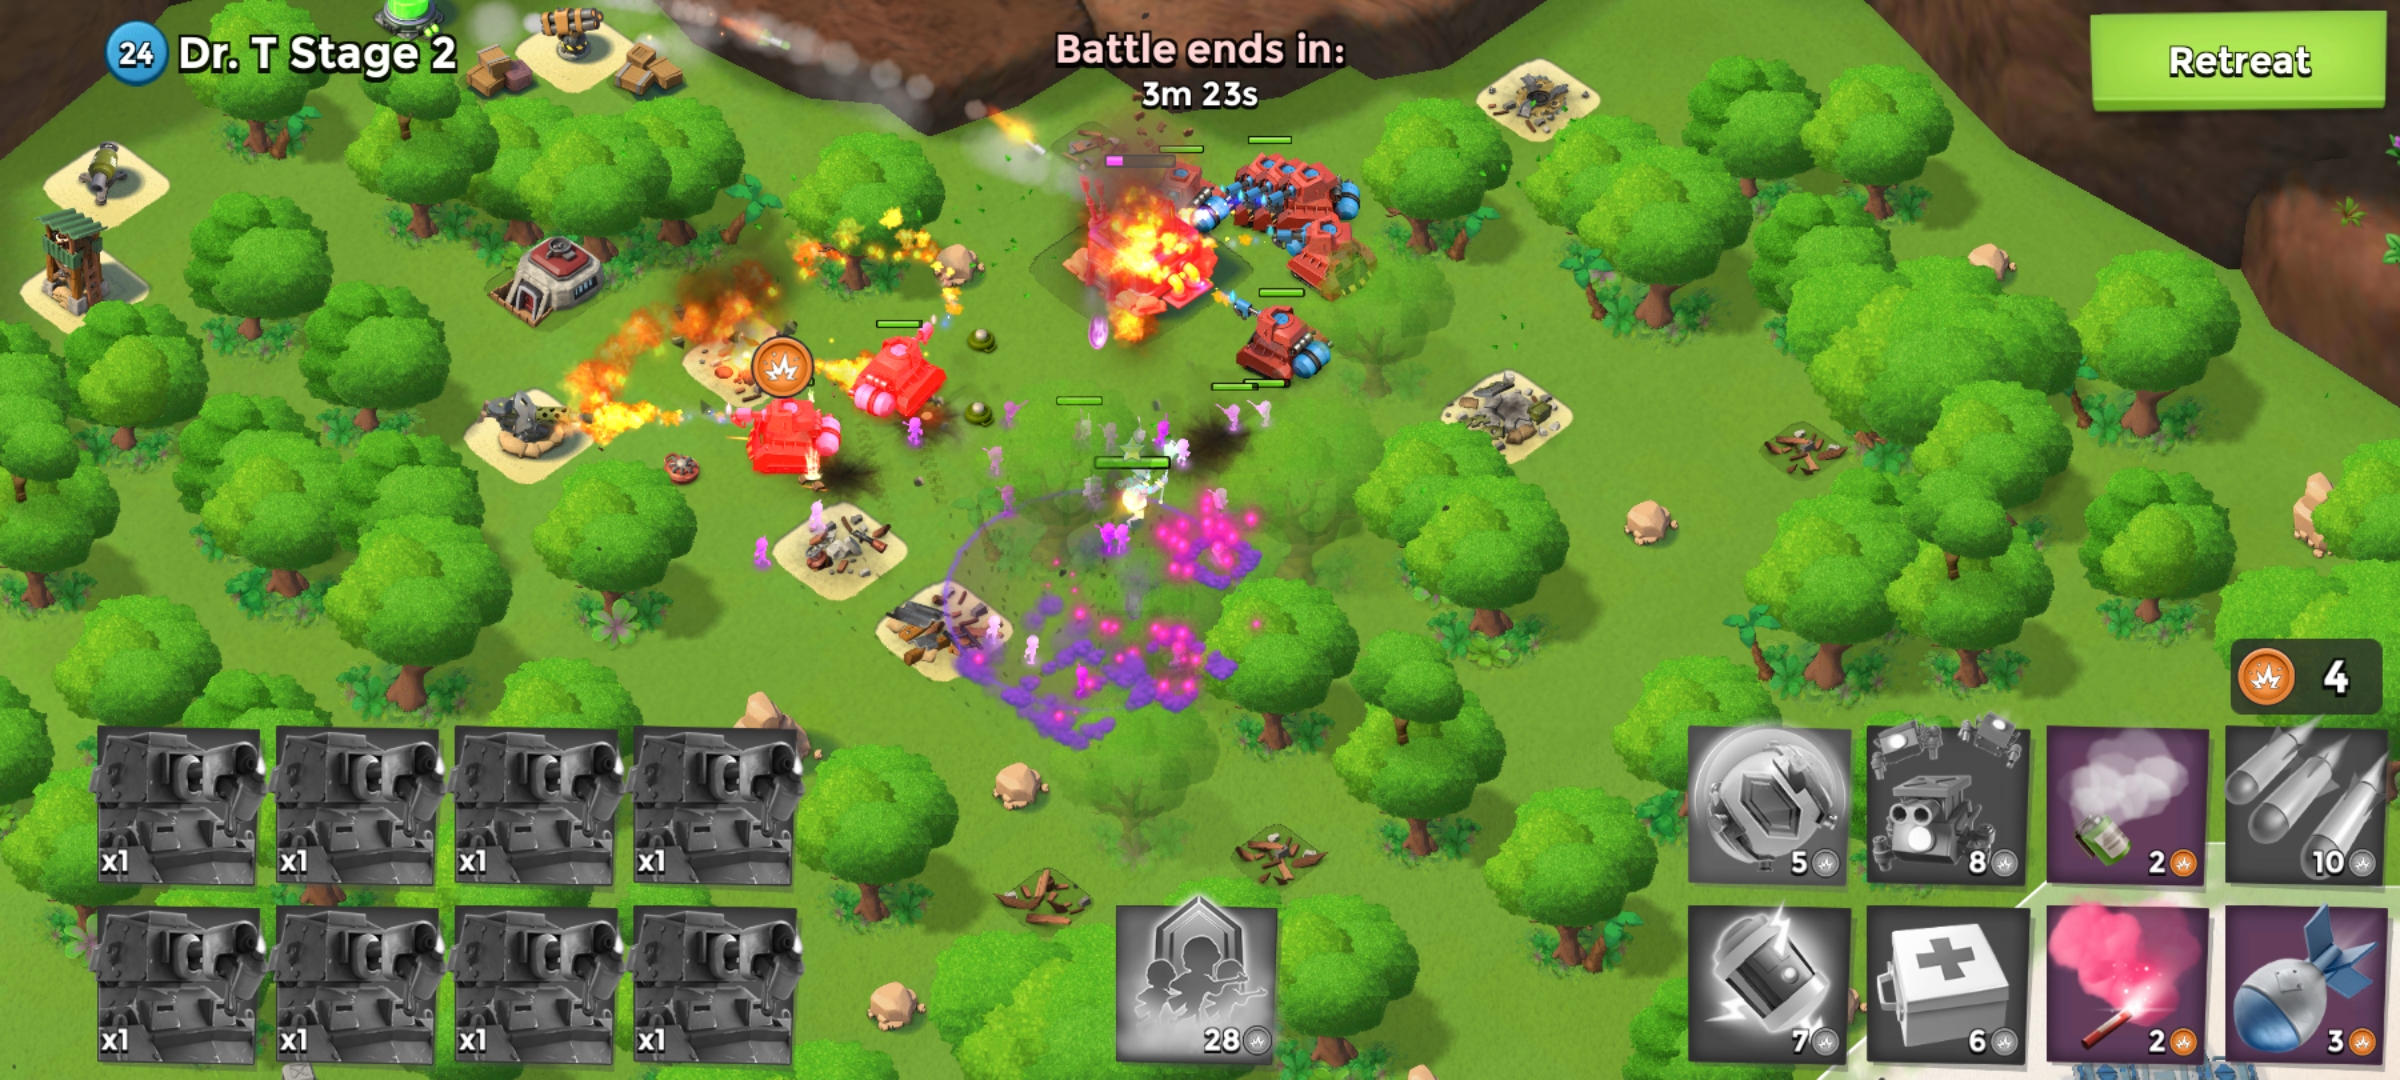 24 Dr. T Stage 2
Battle ends in:
3m 23s
Retreat
4
x1 x1 x1 x1
5 8 2 10
x1 x1 x1 x1
28
7 6 2 3